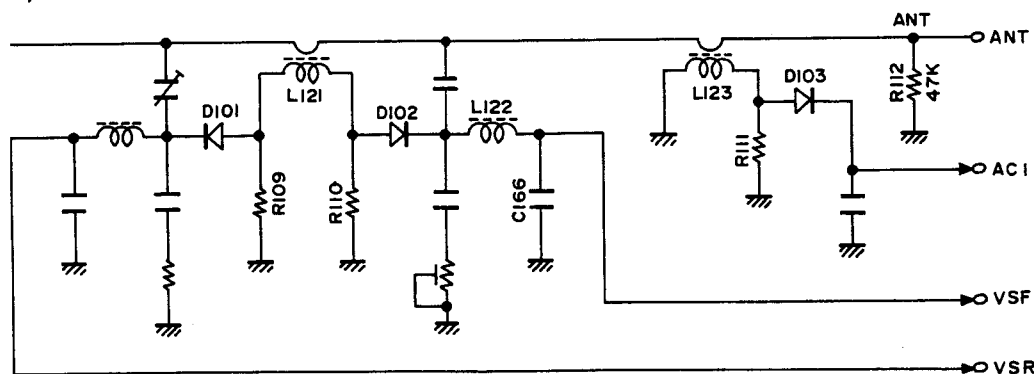 ANT
ANT
L121
D101
D102
L122
L123
D103
R112
47K
R109
R110
C166
R111
AC1
VSF
VSR